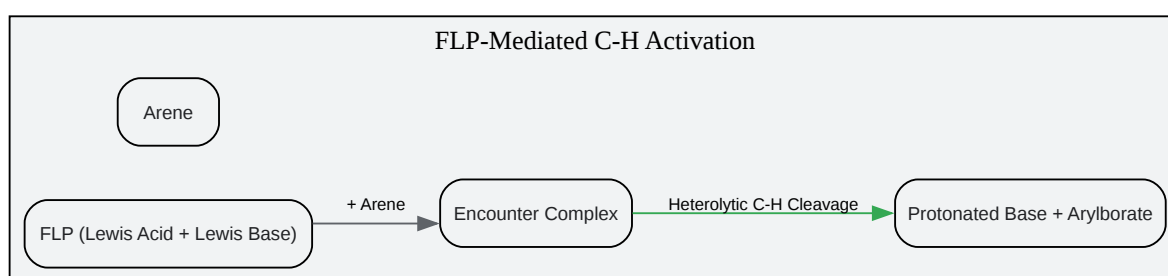 FLP-Mediated C-H Activation
Arene
FLP (Lewis Acid + Lewis Base)
+ Arene
Encounter Complex
Heterolytic C-H Cleavage
Protonated Base + Arylborate